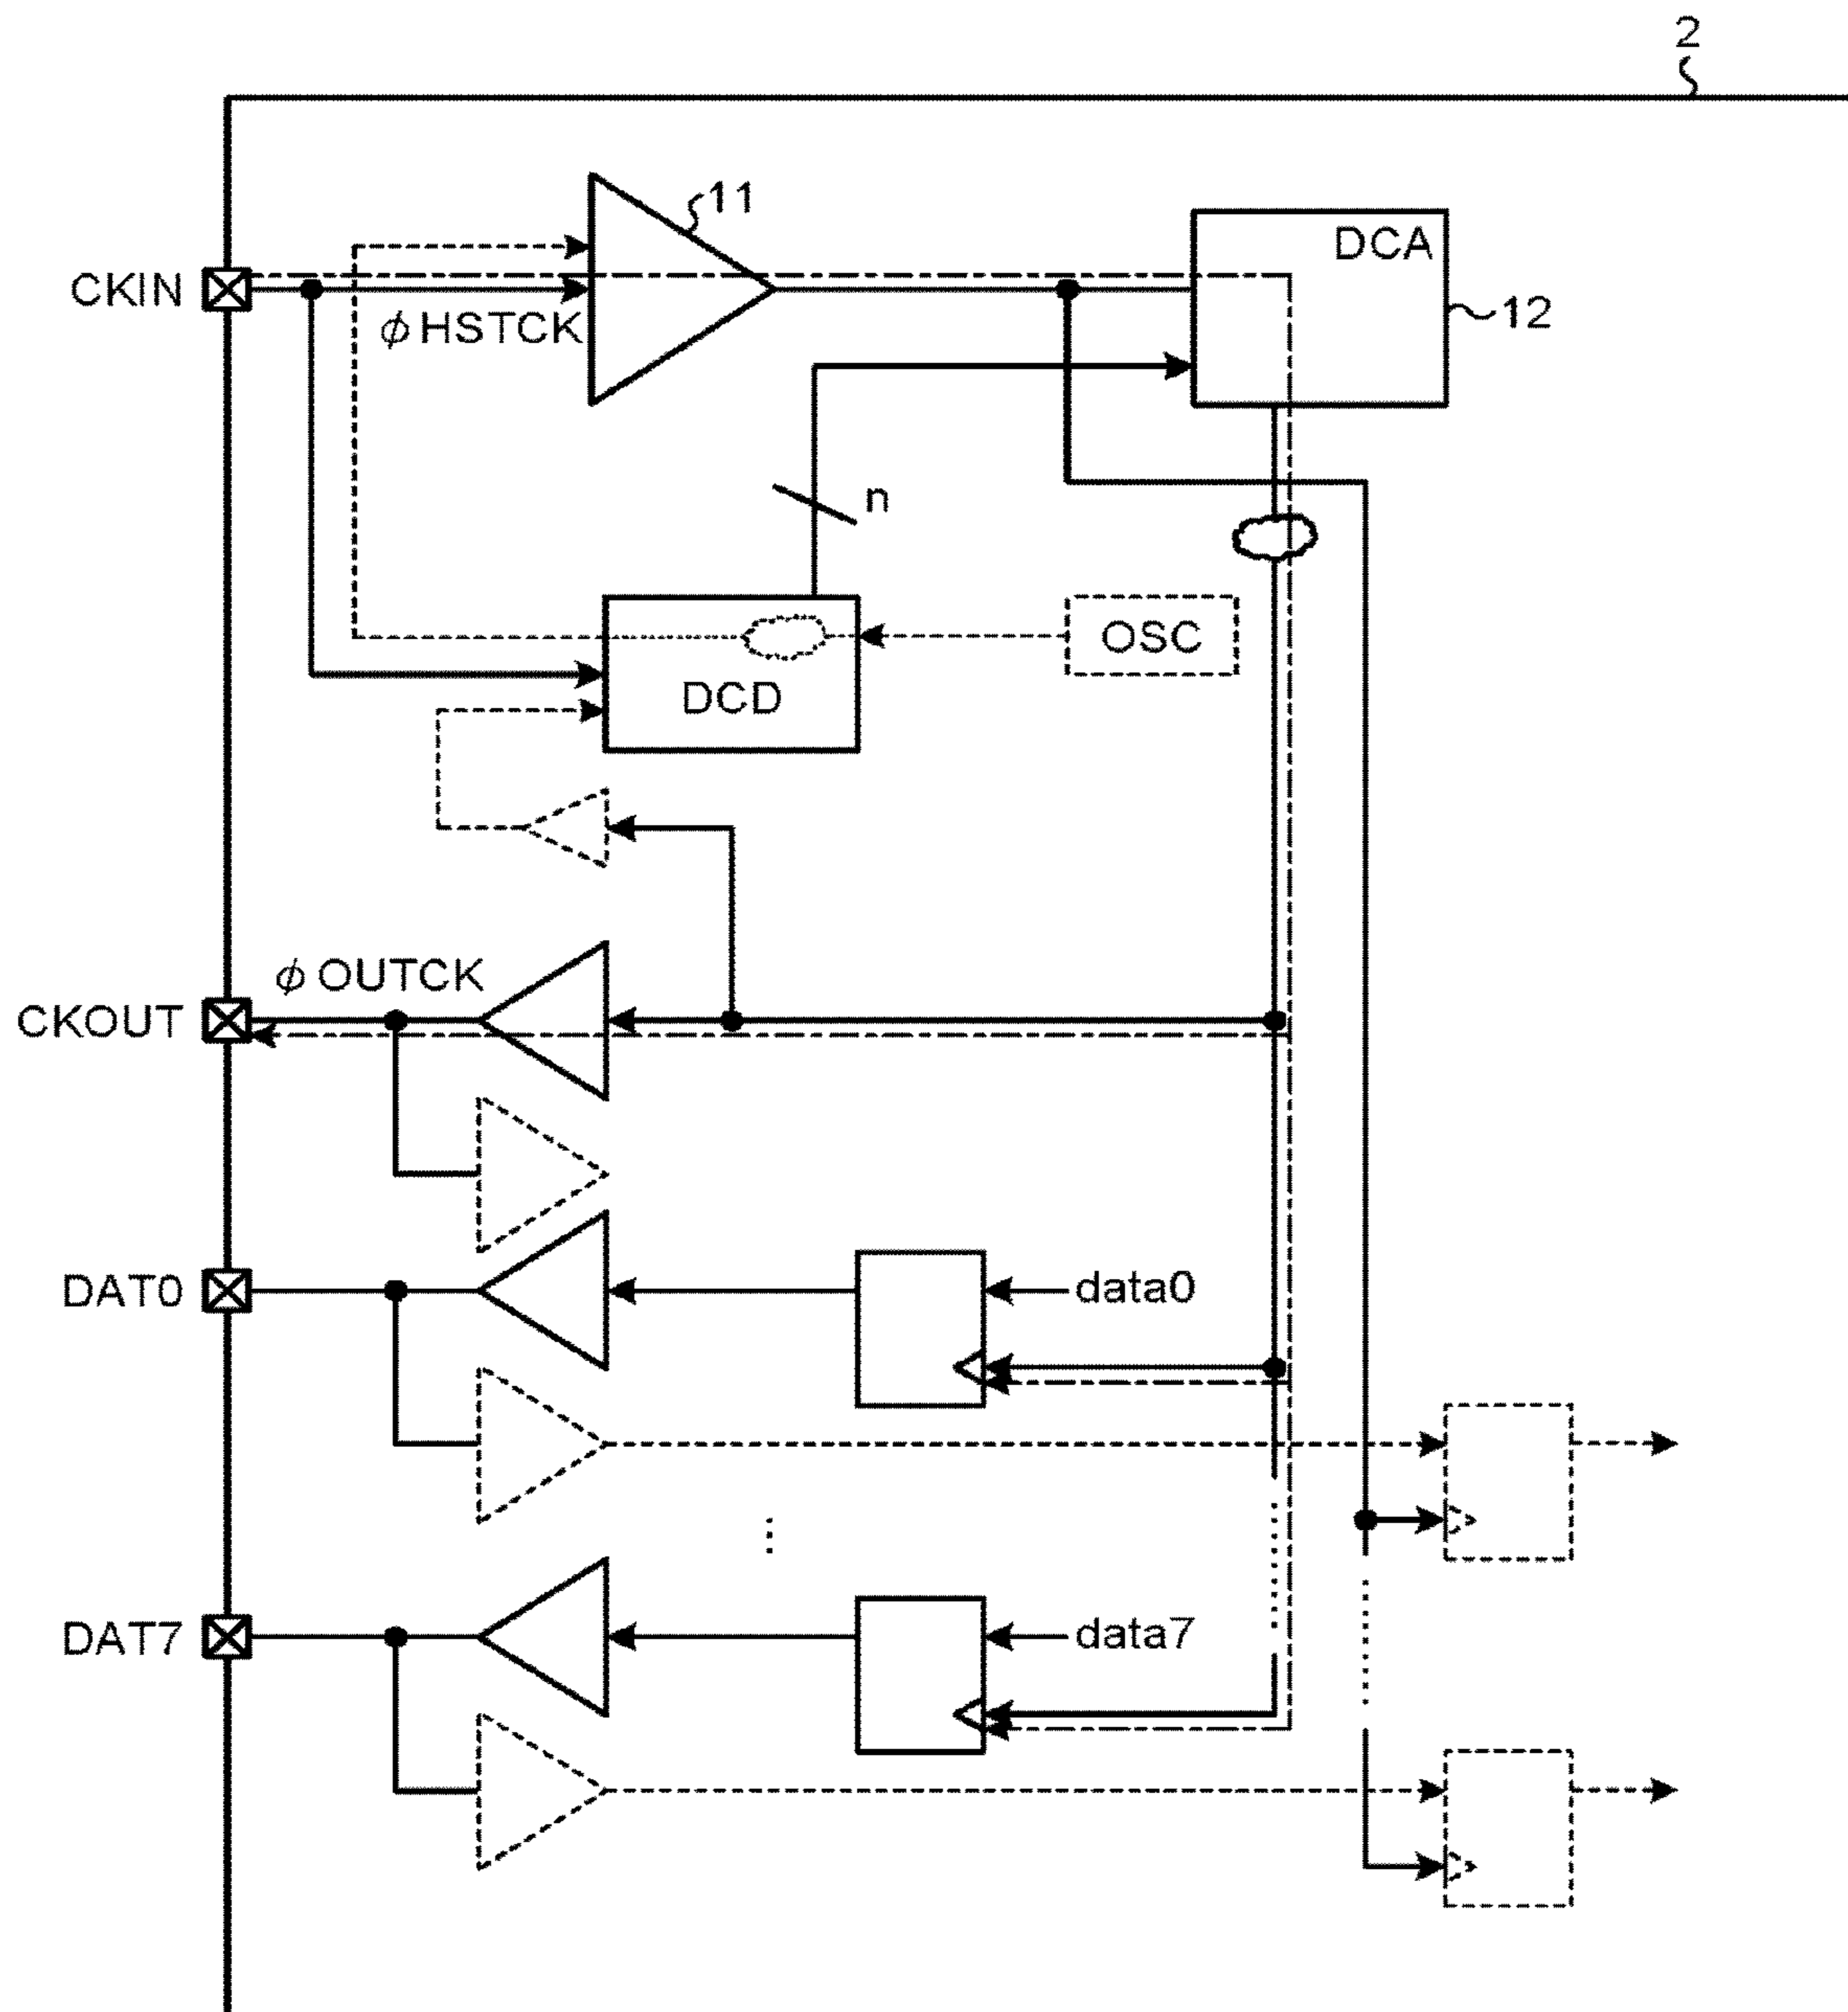 2
11
DCA
CKIN
φHSTCK
12
n
OSC
DCD
φOUTCK
CKOUT
DAT0
data0
DAT7
data7